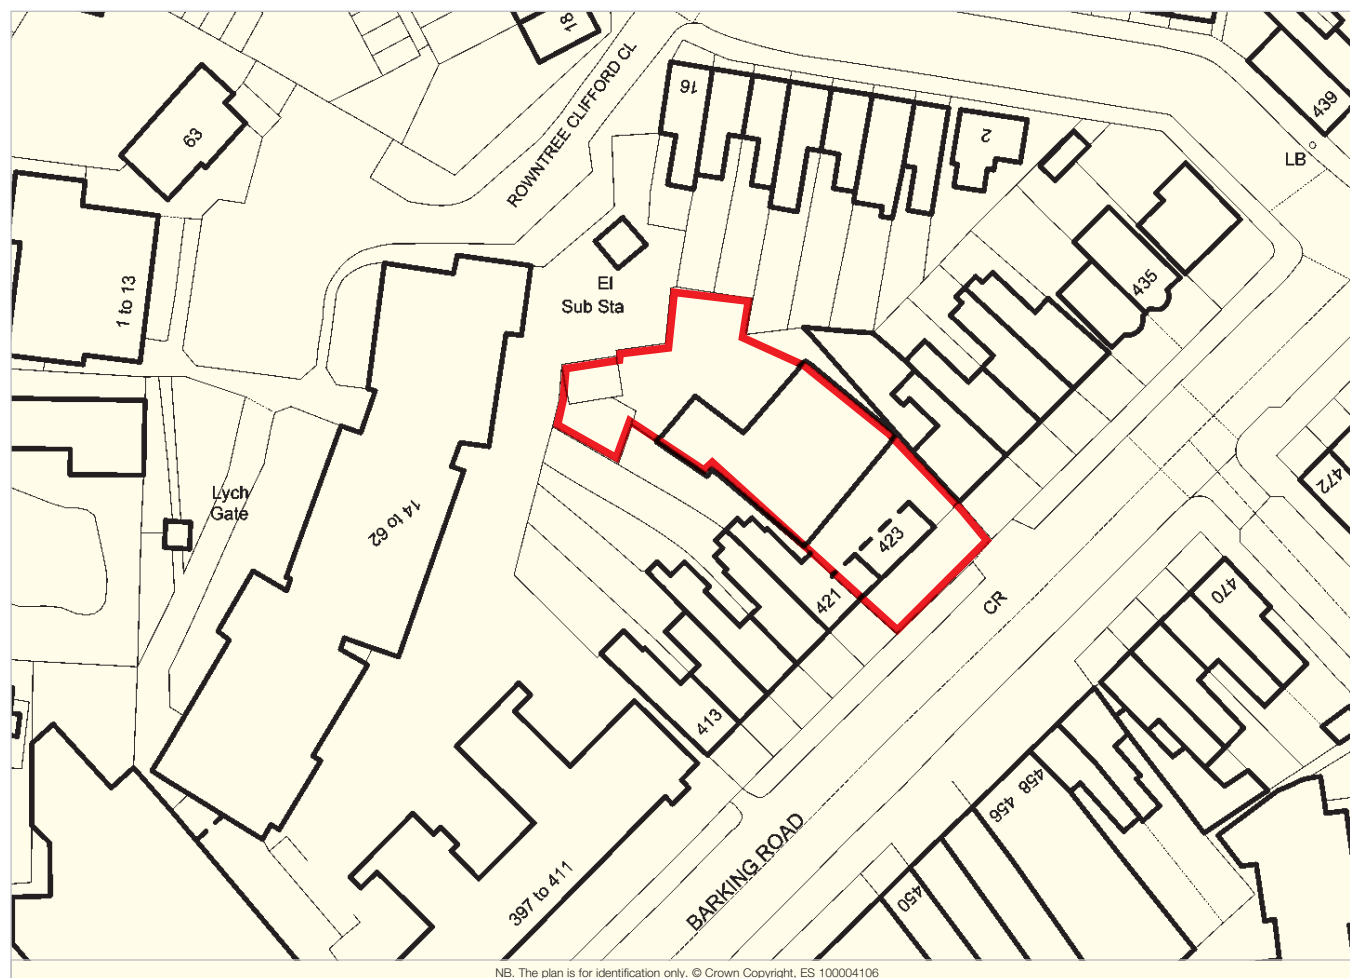 18
ROWNTREE CLIFFORD CL
16
2
439
LB
63
El
Sub Sta
435
1 to 13
Lych
Gate
14 to 62
472
423
421
CR
470
413
458
456
BARKING ROAD
397 to 411
450
NB. The plan is for identification only. © Crown Copyright, ES 100004106